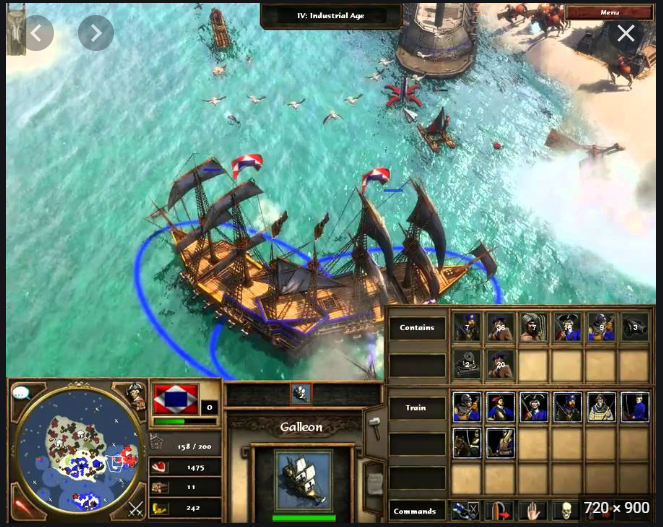 IV: Industrial Age
Menu
Contains
Train
Galleon
0
158 / 200
1475
11
242
Commands
720 × 900